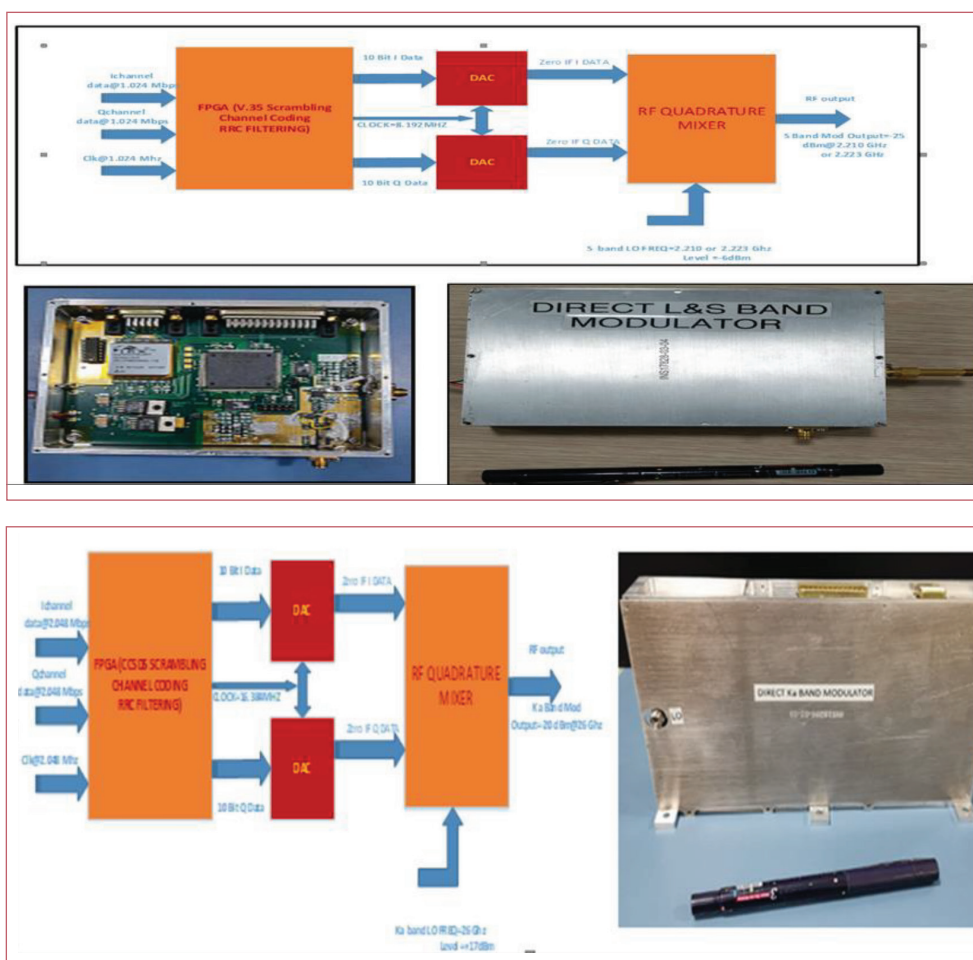 Ichannel
data@1.024 Mbps
Qchannel
data@1.024 Mbps
Clk@1.024 Mhz
FPGA (V.35 Scrambling
Channel Coding
RRC FILTERING)
10 Bit I Data
CLOCK=8.192MHZ
10 Bit Q Data
DAC
DAC
Zero IF I DATA
Zero IF Q DATA
RF QUADRATURE
MIXER
RF output
S Band Mod Output=-25
dBm@2.210 GHz
or 2.223 GHz
S band LO FREQ=2.210 or 2.223 Ghz
Level =-6dBm
DIRECT L&S BAND
MODULATOR
Ichannel
data@2.048 Mbps
Qchannel
data@2.048 Mbps
Clk@2.048 Mhz
FPGA (CCSDS SCRAMBLING
CHANNEL CODING
RRC FILTERING)
10 Bit I Data
CLOCK=16.384MHZ
10 Bit Q Data
DAC
DAC
Zero IF I DATA
Zero IF Q DATA
RF QUADRATURE
MIXER
RF output
Ka Band Mod
Output=-20 dBm@26 Ghz
Ka band LO FREQ=26 Ghz
Level =+17dBm
LO
DIRECT Ka BAND MODULATOR